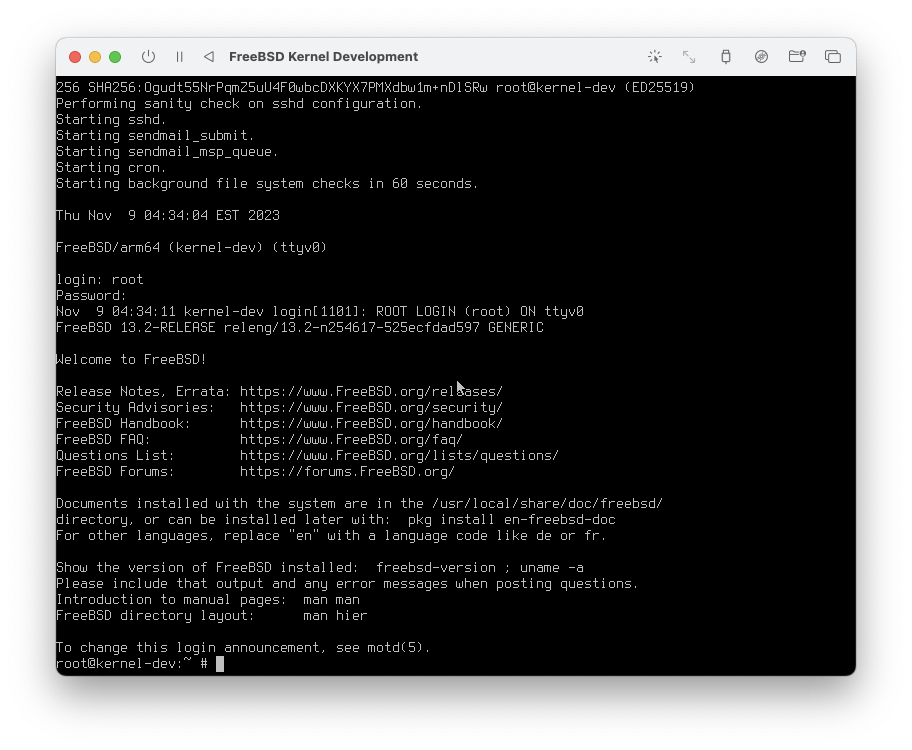 FreeBSD Kernel Development
256 SHA256:Ogudt55NrPqmZ5uU4F0wbcDXKYX7PMXdbw1m+nDlSRw root@kernel-dev (ED25519)
Performing sanity check on sshd configuration.
Starting sshd.
Starting sendmail_submit.
Starting sendmail_msp_queue.
Starting cron.
Starting background file system checks in 60 seconds.
Thu Nov  9 04:34:04 EST 2023
FreeBSD/arm64 (kernel-dev) (ttyv0)
login: root
Password:
Nov  9 04:34:11 kernel-dev login[1101]: ROOT LOGIN (root) ON ttyv0
FreeBSD 13.2-RELEASE releng/13.2-n254617-525ecfdad597 GENERIC
Welcome to FreeBSD!
Release Notes, Errata: https://www.FreeBSD.org/releases/
Security Advisories:   https://www.FreeBSD.org/security/
FreeBSD Handbook:      https://www.FreeBSD.org/handbook/
FreeBSD FAQ:           https://www.FreeBSD.org/faq/
Questions List:        https://www.FreeBSD.org/lists/questions/
FreeBSD Forums:        https://forums.FreeBSD.org/
Documents installed with the system are in the /usr/local/share/doc/freebsd/
directory, or can be installed later with:  pkg install en-freebsd-doc
For other languages, replace "en" with a language code like de or fr.
Show the version of FreeBSD installed:  freebsd-version ; uname -a
Please include that output and any error messages when posting questions.
Introduction to manual pages:  man man
FreeBSD directory layout:      man hier
To change this login announcement, see motd(5).
root@kernel-dev:~ #